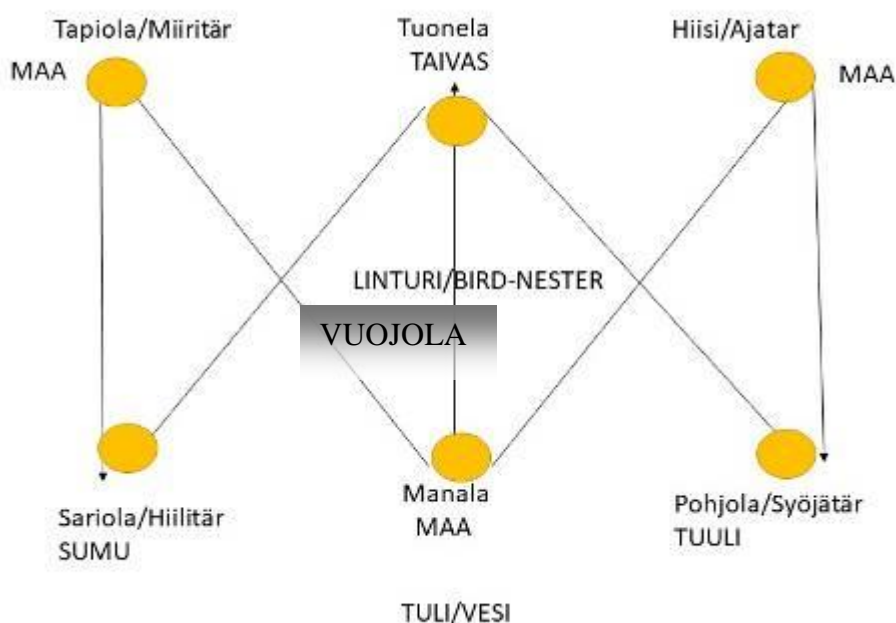 Tapiola/Miiritär
MAA
Tuonela
TAIVAS
Hiisi/Ajatar
MAA
LINTURI/BIRD-NESTER
VUOJOLA
Sariola/Hiilitär
SUMU
Manala
MAA
Pohjola/Syöjätär
TUULI
TULI/VESI